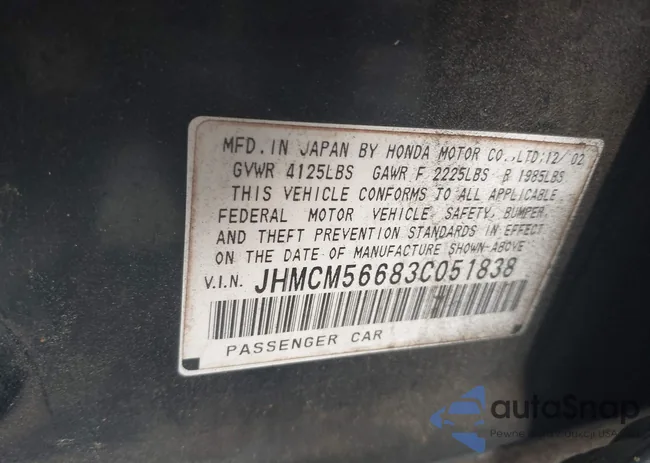 MFD. IN JAPAN BY HONDA MOTOR CO., LTD: 12/02
GVWR 4125LBS GAWR F 2225LBS R 1985LBS
THIS VEHICLE CONFORMS TO ALL APPLICABLE
FEDERAL MOTOR VEHICLE SAFETY, BUMPER,
AND THEFT PREVENTION STANDARDS IN EFFECT
ON THE DATE OF MANUFACTURE SHOWN ABOVE
V.I.N. JHMCM56683C051838
PASSENGER CAR
autoSnap
Pewne USA